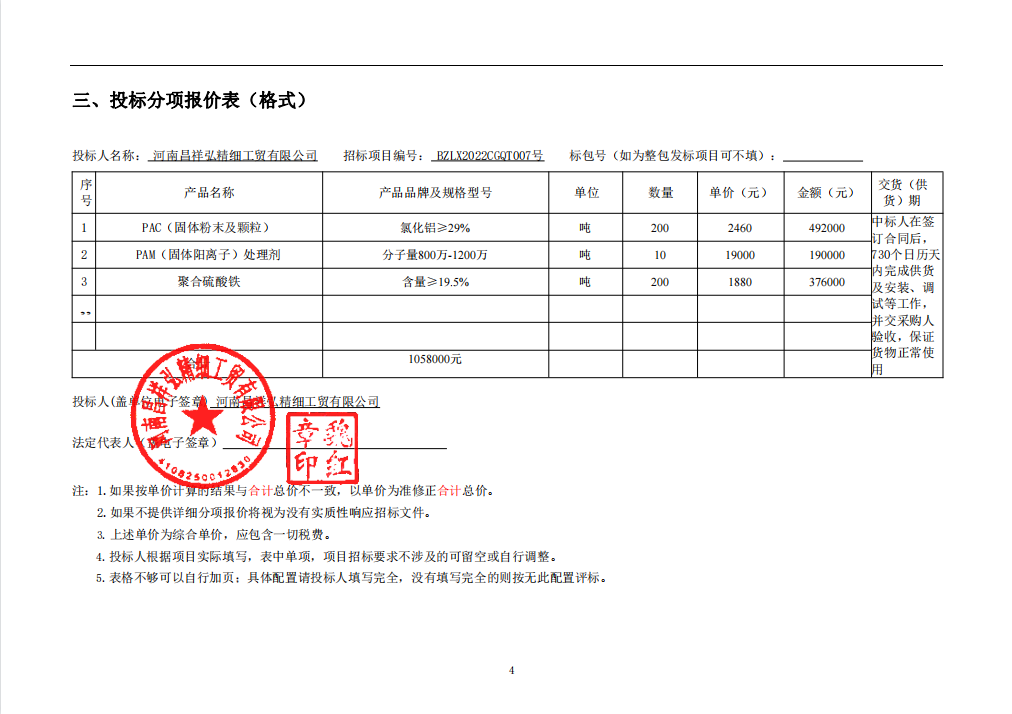 三、投标分项报价表（格式）
投标人名称： 河南昌祥弘精细工贸有限公司 招标项目编号： BZLX2022CGQT007号 标包号（如为整包发标项目可不填）：
序号 产品名称 产品品牌及规格型号 单位 数量 单价（元） 金额（元） 交货（供货）期
1 PAC（固体粉末及颗粒） 氯化铝≥29% 吨 200 2460 492000
2 PAM（固体阳离子）处理剂 分子量800万-1200万 吨 10 19000 190000
3 聚合硫酸铁 含量≥19.5% 吨 200 1880 376000
中标人在签
订合同后，
730个日历天
内完成供货
及安装、调
试等工作，
并交采购人
验收，保证
货物正常使
用
1058000元
投标人(盖单位电子签章) 河南昌祥弘精细工贸有限公司
法定代表人（盖电子签章）
河南昌祥弘精细工贸有限公司
4108250012830
魏红
章印
注：1.如果按单价计算的结果与合计总价不一致，以单价为准修正合计总价。
2.如果不提供详细分项报价将视为没有实质性响应招标文件。
3.上述单价为综合单价，应包含一切税费。
4.投标人根据项目实际填写，表中单项，项目招标要求不涉及的可留空或自行调整。
5.表格不够可以自行加页；具体配置请投标人填写完全，没有填写完全的则按无此配置评标。
4